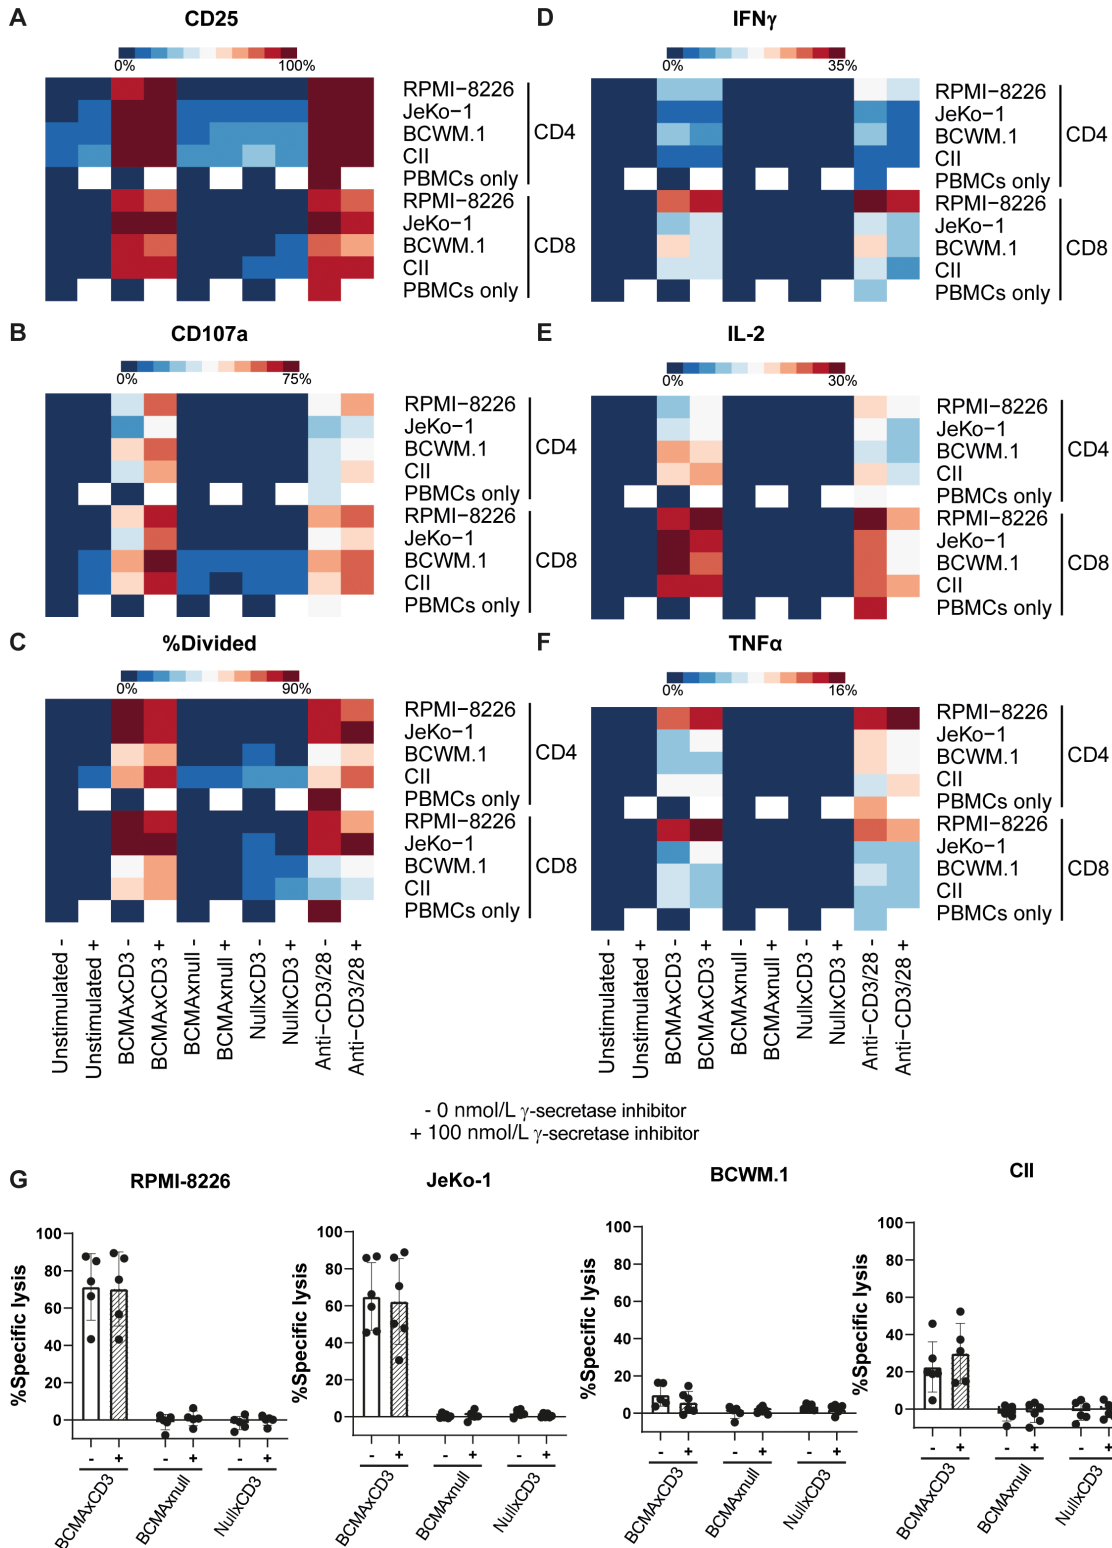 A
CD25
0%
100%
RPMI−8226
JeKo−1
BCWM.1
CII
PBMCs only
CD4
RPMI−8226
JeKo−1
BCWM.1
CII
PBMCs only
CD8
B
CD107a
0%
75%
RPMI−8226
JeKo−1
BCWM.1
CII
PBMCs only
CD4
RPMI−8226
JeKo−1
BCWM.1
CII
PBMCs only
CD8
C
%Divided
0%
90%
RPMI−8226
JeKo−1
BCWM.1
CII
PBMCs only
CD4
RPMI−8226
JeKo−1
BCWM.1
CII
PBMCs only
CD8
Unstimulated -
Unstimulated +
BCMAxCD3 -
BCMAxCD3 +
BCMAxnull -
BCMAxnull +
NullxCD3 -
NullxCD3 +
Anti−CD3/28 -
Anti−CD3/28 +
D
IFNγ
0%
35%
RPMI−8226
JeKo−1
BCWM.1
CII
PBMCs only
CD4
RPMI−8226
JeKo−1
BCWM.1
CII
PBMCs only
CD8
E
IL-2
0%
30%
RPMI−8226
JeKo−1
BCWM.1
CII
PBMCs only
CD4
RPMI−8226
JeKo−1
BCWM.1
CII
PBMCs only
CD8
F
TNFα
0%
16%
RPMI−8226
JeKo−1
BCWM.1
CII
PBMCs only
CD4
RPMI−8226
JeKo−1
BCWM.1
CII
PBMCs only
CD8
Unstimulated -
Unstimulated +
BCMAxCD3 -
BCMAxCD3 +
BCMAxnull -
BCMAxnull +
NullxCD3 -
NullxCD3 +
Anti−CD3/28 -
Anti−CD3/28 +
- 0 nmol/L γ-secretase inhibitor
+ 100 nmol/L γ-secretase inhibitor
G
RPMI-8226
%Specific lysis
100
80
60
40
20
0
- + - + - +
BCMAxCD3
BCMAxnull
NullxCD3
JeKo-1
%Specific lysis
100
80
60
40
20
0
- + - + - +
BCMAxCD3
BCMAxnull
NullxCD3
BCWM.1
%Specific lysis
100
80
60
40
20
0
- + - + - +
BCMAxCD3
BCMAxnull
NullxCD3
CII
%Specific lysis
100
80
60
40
20
0
- + - + - +
BCMAxCD3
BCMAxnull
NullxCD3